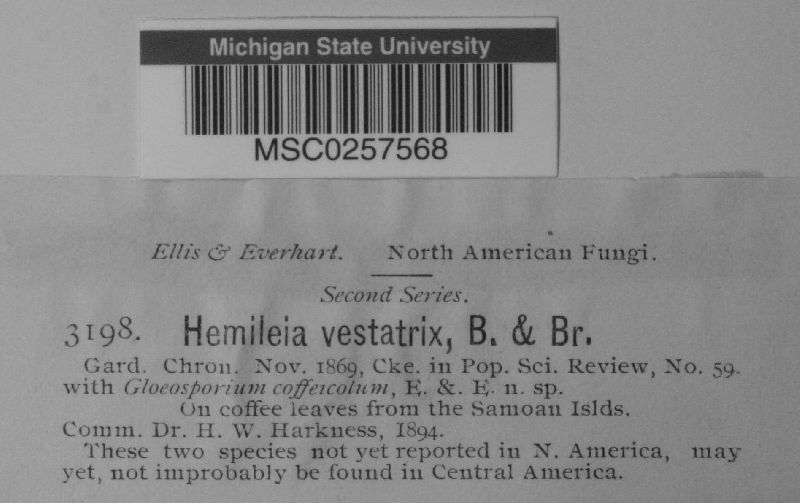 Michigan State University
MSC0257568
Ellis & Everhart. North American Fungi.
Second Series.
3198. Hemileia vestatrix, B. & Br.
Gard. Chron. Nov. 1869, Cke. in Pop. Sci. Review, No. 59.
with Gloeosporium coffeicolum, E. &. E. n. sp.
On coffee leaves from the Samoan Islds.
Comm. Dr. H. W. Harkness, 1894.
These two species not yet reported in N. America, may
yet, not improbably be found in Central America.